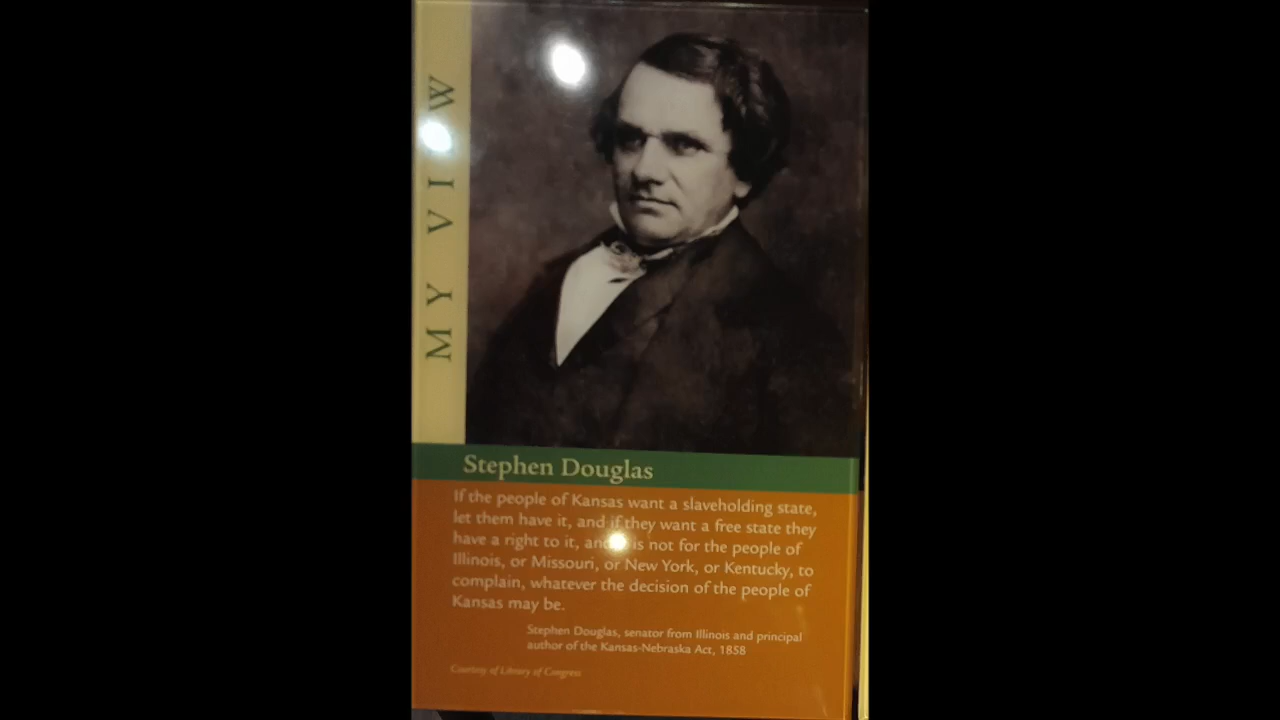 MY VIW
Stephen Douglas
If the people of Kansas want a slaveholding state,
let them have it, and if they want a free state they
have a right to it, and is not for the people of
Illinois, or Missouri, or New York, or Kentucky, to
complain, whatever the decision of the people of
Kansas may be.
Stephen Douglas, senator from Illinois and principal
author of the Kansas-Nebraska Act, 1858
Courtesy of Library of Congress